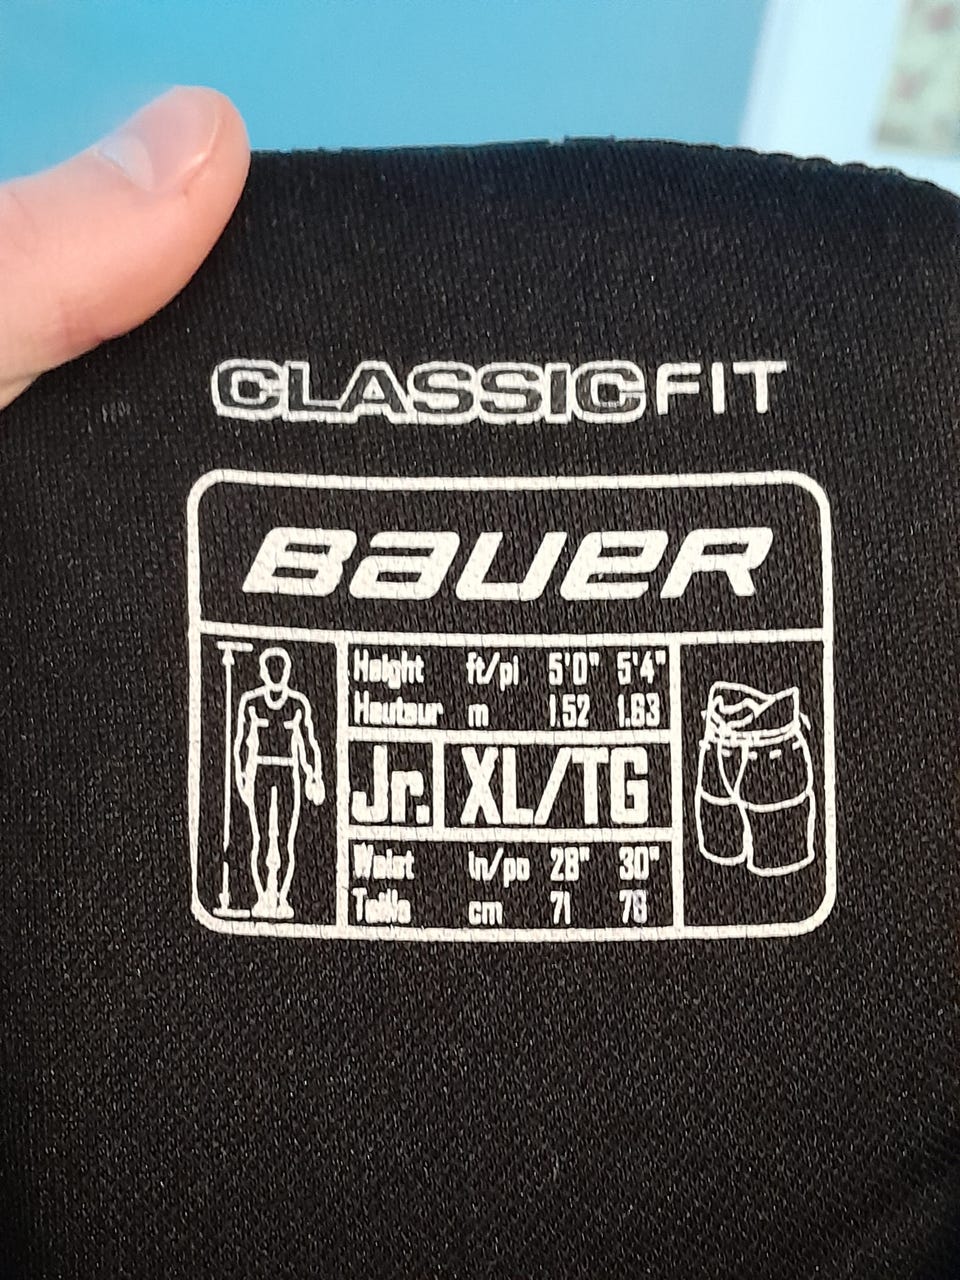 CLASSICFIT
BAUER
Height ft/pi 5'0" 5'4"
Hauteur m 1.52 1.63
Jr. XL/TG
Waist in/po 28" 30"
Taille cm 71 76